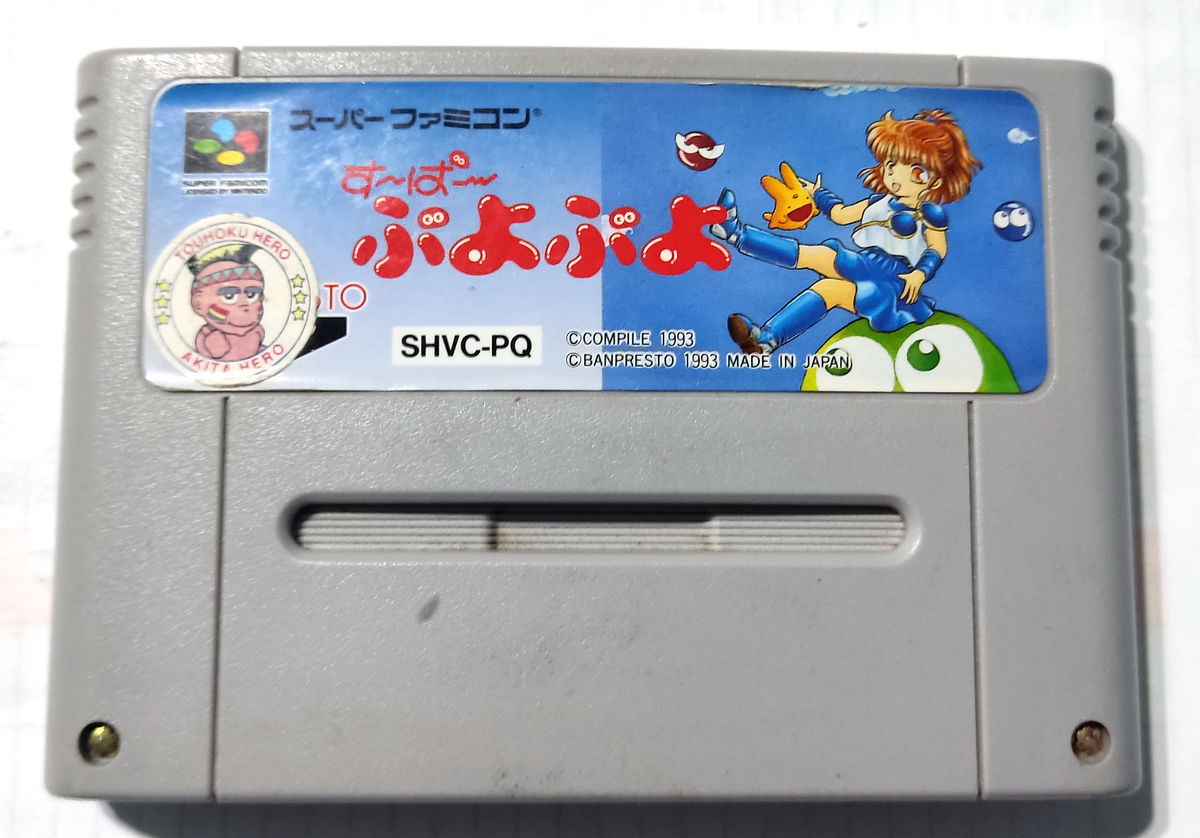 スーパーファミコン®
SUPER FAMICOM
LICENSED BY NINTENDO
す〜ぱ〜
ぷよぷよ
TOUHOKU HERO
AKITA HERO
TO
SHVC-PQ
©COMPILE 1993
©BANPRESTO 1993 MADE IN JAPAN